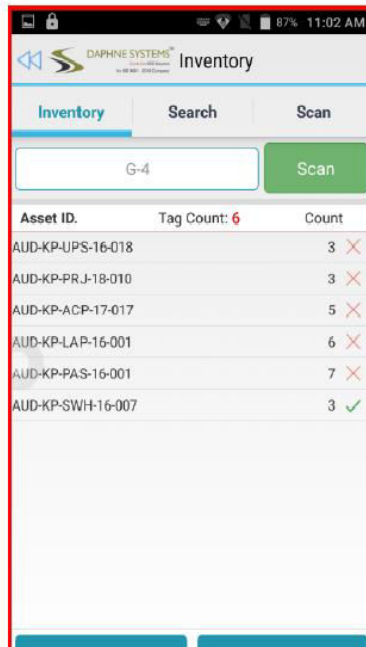 87% 11:02 AM
DAPHNE SYSTEMS™ Inventory
Inventory Search Scan
G-4 Scan
Asset ID. Tag Count: 6 Count
AUD-KP-UPS-16-018 3
AUD-KP-PRJ-18-010 3
AUD-KP-ACP-17-017 5
AUD-KP-LAP-16-001 6
AUD-KP-PAS-16-001 7
AUD-KP-SWH-16-007 3